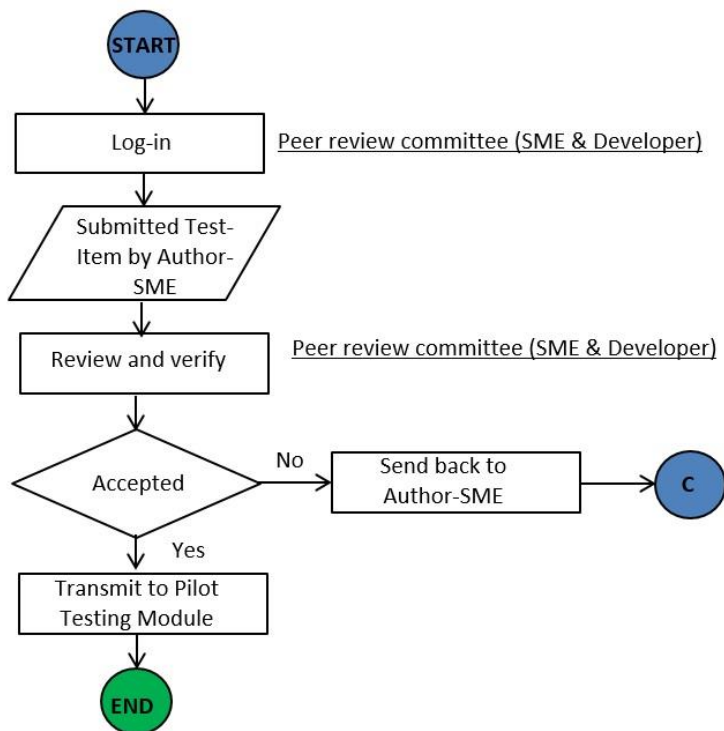 START
Log-in
Peer review committee (SME & Developer)
Submitted Test-
Item by Author-
SME
Review and verify
Peer review committee (SME & Developer)
Accepted
No
Send back to
Author-SME
C
Yes
Transmit to Pilot
Testing Module
END